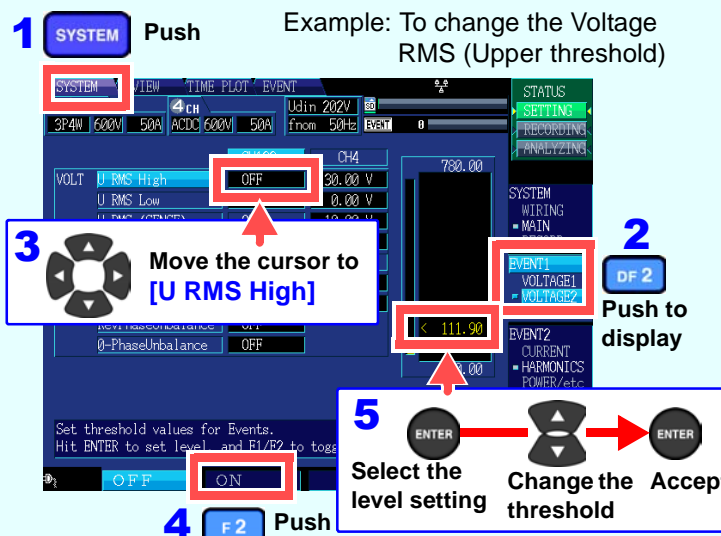 Example: To change the Voltage
RMS (Upper threshold)
1 SYSTEM Push
SYSTEM VIEW TIME PLOT EVENT
4CH
Udin 202V SD
3P4W 600V 50A ACDC 600V 50A fnom 50Hz EVENT 0
STATUS
SETTING
RECORDING
ANALYZING
CH4
780.00
VOLT U RMS High OFF 30.00 V
U RMS Low 0.00 V
SYSTEM
WIRING
MAIN
2
DF 2
Push to
display
EVENT1
VOLTAGE1
VOLTAGE2
3
Move the cursor to
[U RMS High]
RevPhaseUnbalance OFF
0-PhaseUnbalance OFF
< 111.90
EVENT2
CURRENT
HARMONICS
POWER/etc
Set threshold values for Events.
Hit ENTER to set level, and F1/F2 to
OFF ON
4 F 2 Push
5
ENTER ENTER
Select the
level setting
Change the
threshold
Accep